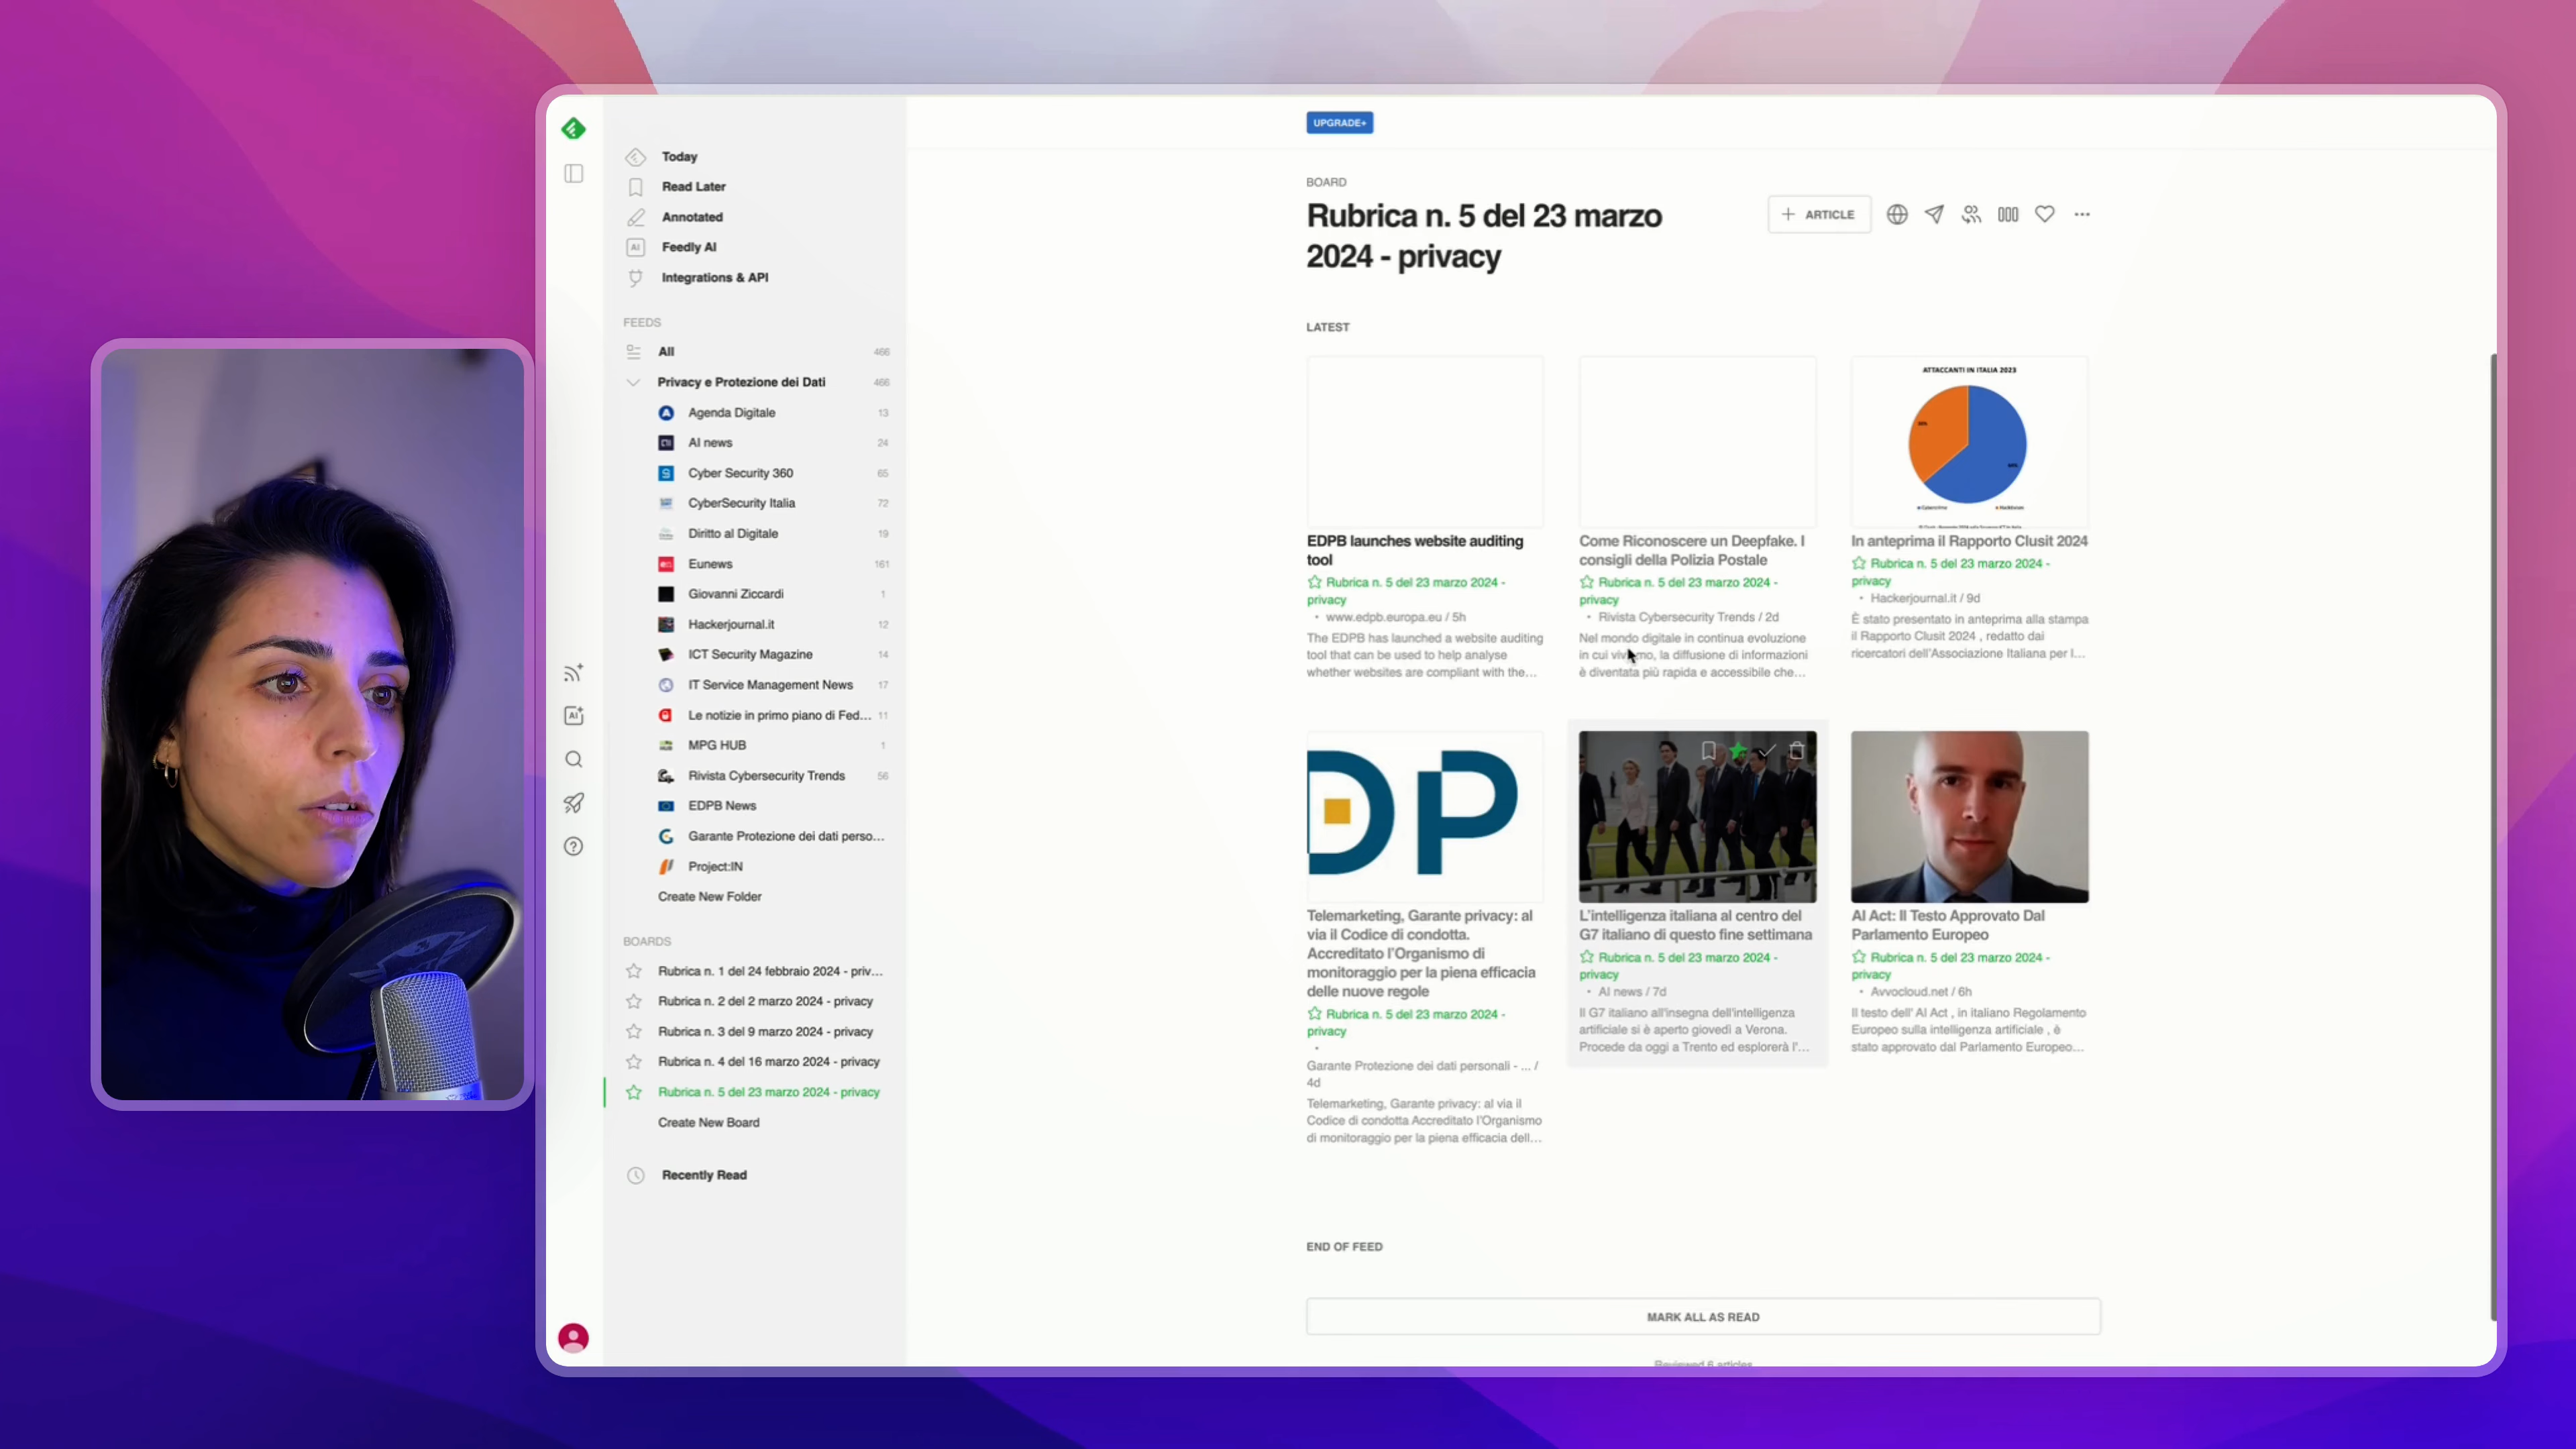 Today
Read Later
Annotated
AI
Feedly AI
Integrations & API
FEEDS
All 466
Privacy e Protezione dei Dati 466
Agenda Digitale 13
AI news 24
Cyber Security 360 65
CyberSecurity Italia 72
Diritto al Digitale 19
Eunews 161
Giovanni Ziccardi 1
Hackerjournal.it 12
ICT Security Magazine 14
IT Service Management News 17
Le notizie in primo piano di Fed... 11
MPG HUB 1
Rivista Cybersecurity Trends 56
EDPB News
Garante Protezione dei dati perso...
Project:IN
Create New Folder
BOARDS
Rubrica n. 1 del 24 febbraio 2024 - priv...
Rubrica n. 2 del 2 marzo 2024 - privacy
Rubrica n. 3 del 9 marzo 2024 - privacy
Rubrica n. 4 del 16 marzo 2024 - privacy
Rubrica n. 5 del 23 marzo 2024 - privacy
Create New Board
Recently Read
AI
UPGRADE+
BOARD
Rubrica n. 5 del 23 marzo
2024 - privacy
ARTICLE
LATEST
EDPB launches website auditing
tool
Rubrica n. 5 del 23 marzo 2024 -
privacy
• www.edpb.europa.eu / 5h
The EDPB has launched a website auditing
tool that can be used to help analyse
whether websites are compliant with the...
Come Riconoscere un Deepfake. I
consigli della Polizia Postale
Rubrica n. 5 del 23 marzo 2024 -
privacy
• Rivista Cybersecurity Trends / 2d
Nel mondo digitale in continua evoluzione
in cui viviamo, la diffusione di informazioni
è diventata più rapida e accessibile che...
ATTACCANTI IN ITALIA 2023
In anteprima il Rapporto Clusit 2024
Rubrica n. 5 del 23 marzo 2024 -
privacy
• Hackerjournal.it / 9d
È stato presentato in anteprima alla stampa
il Rapporto Clusit 2024 , redatto dai
ricercatori dell'Associazione Italiana per l...
DP
Telemarketing, Garante privacy: al
via il Codice di condotta.
Accreditato l'Organismo di
monitoraggio per la piena efficacia
delle nuove regole
Rubrica n. 5 del 23 marzo 2024 -
privacy
•
Garante Protezione dei dati personali - ... /
4d
Telemarketing, Garante privacy: al via il
Codice di condotta Accreditato l'Organismo
di monitoraggio per la piena efficacia dell...
L'intelligenza italiana al centro del
G7 italiano di questo fine settimana
Rubrica n. 5 del 23 marzo 2024 -
privacy
• AI news / 7d
Il G7 italiano all'insegna dell'intelligenza
artificiale si è aperto giovedì a Verona.
Procede da oggi a Trento ed esplorerà l'...
AI Act: Il Testo Approvato Dal
Parlamento Europeo
Rubrica n. 5 del 23 marzo 2024 -
privacy
• Avvocloud.net / 6h
Il testo dell' AI Act , in italiano Regolamento
Europeo sulla intelligenza artificiale , è
stato approvato dal Parlamento Europeo...
END OF FEED
MARK ALL AS READ
Reviewed 6 articles